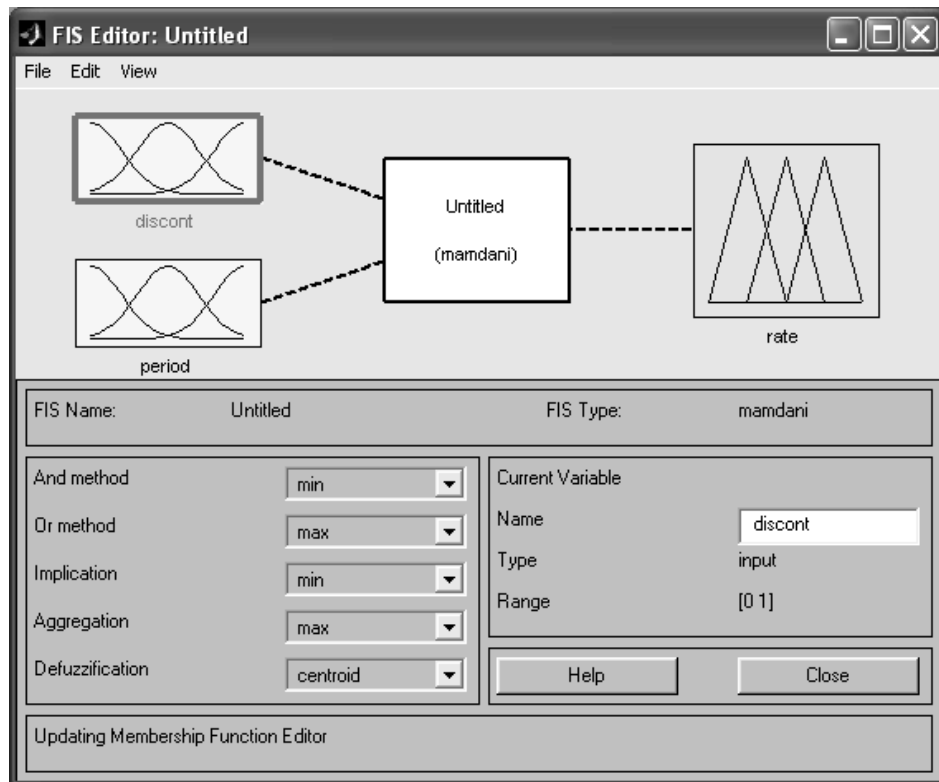 FIS Editor: Untitled
File Edit View
discont
period
Untitled
(mamdani)
rate
FIS Name: Untitled FIS Type: mamdani
And method min
Or method max
Implication min
Aggregation max
Defuzzification centroid
Current Variable
Name discont
Type input
Range [0 1]
Help Close
Updating Membership Function Editor